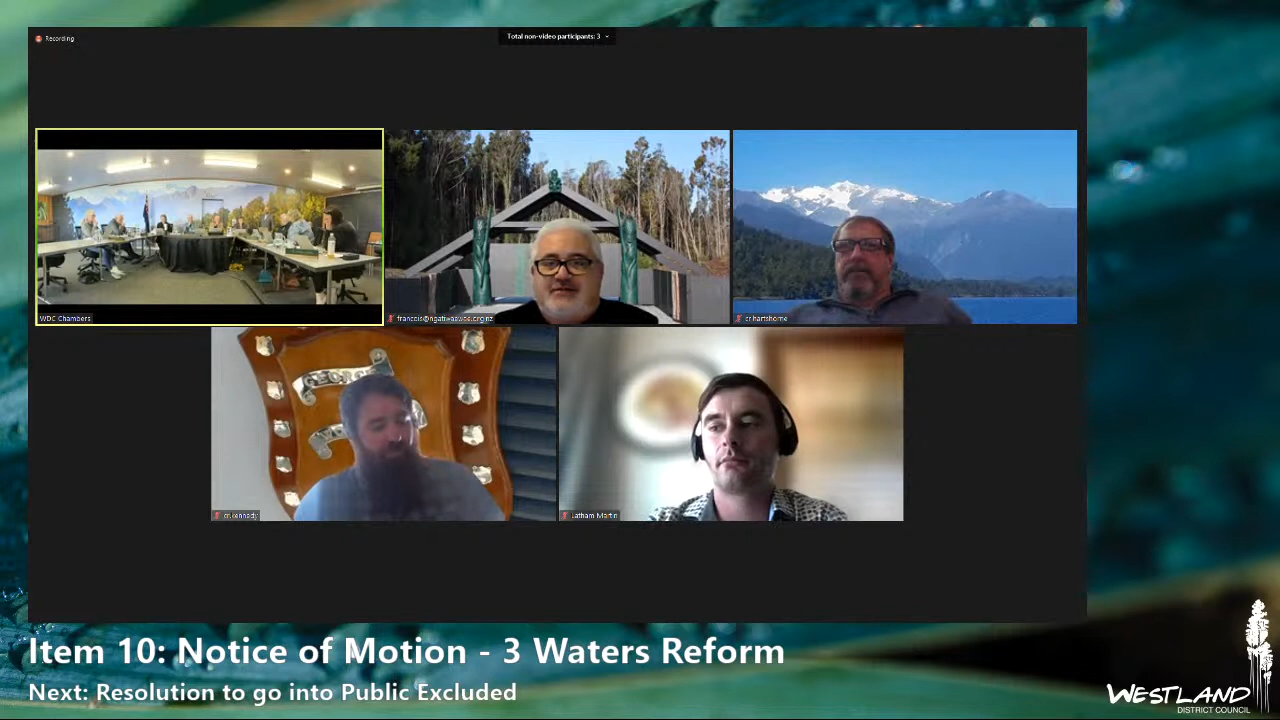 Recording
Total non-video participants: 3
WDC Chambers
francois@ngatiwaewae.org.nz
cr.hartshorne
cr.kennedy
Latham Martin
Item 10: Notice of Motion - 3 Waters Reform
Next: Resolution to go into Public Excluded
WESTLAND
DISTRICT COUNCIL